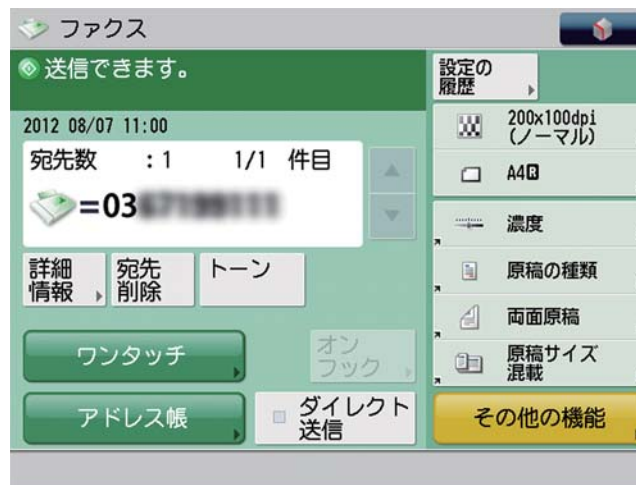 ファクス
送信できます。
2012 08/07 11:00
宛先数 :1 1/1 件目
=03
詳細
情報
宛先
削除
トーン
ワンタッチ
オン
フック
アドレス帳
ダイレクト
送信
設定の
履歴
200x100dpi
(ノーマル)
A4R
濃度
原稿の種類
両面原稿
原稿サイズ
混載
その他の機能